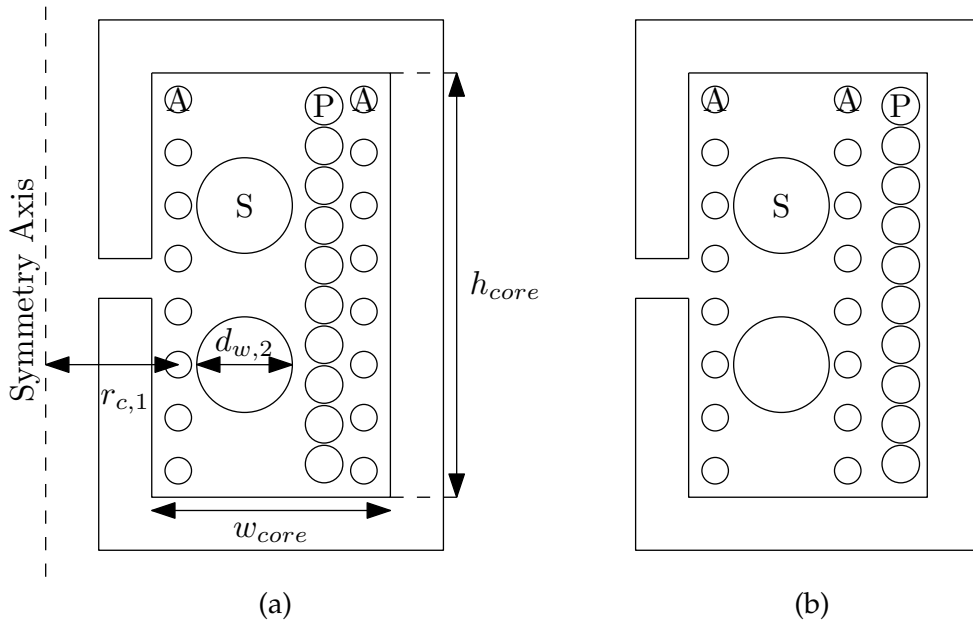 A P A
S
A A P
S
Symmetry Axis
h_{core}
d_{w,2}
r_{c,1}
w_{core}
(a) (b)